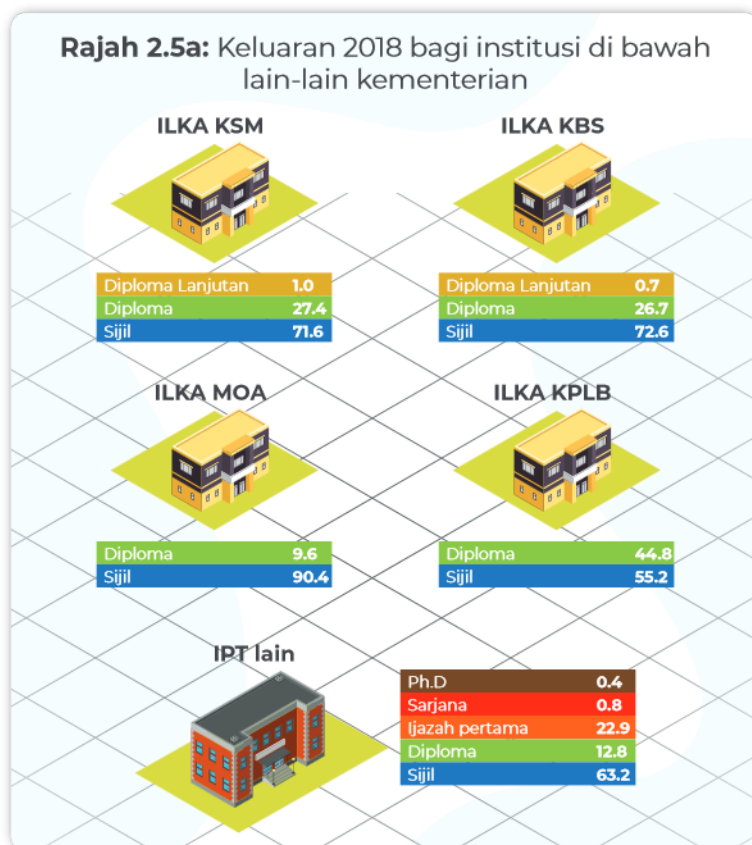 Rajah 2.5a: Keluaran 2018 bagi institusi di bawah
lain-lain kementerian
ILKA KSM
Diploma Lanjutan 1.0
Diploma 27.4
Sijil 71.6
ILKA KBS
Diploma Lanjutan 0.7
Diploma 26.7
Sijil 72.6
ILKA MOA
Diploma 9.6
Sijil 90.4
ILKA KPLB
Diploma 44.8
Sijil 55.2
IPT lain
Ph.D 0.4
Sarjana 0.8
Ijazah pertama 22.9
Diploma 12.8
Sijil 63.2